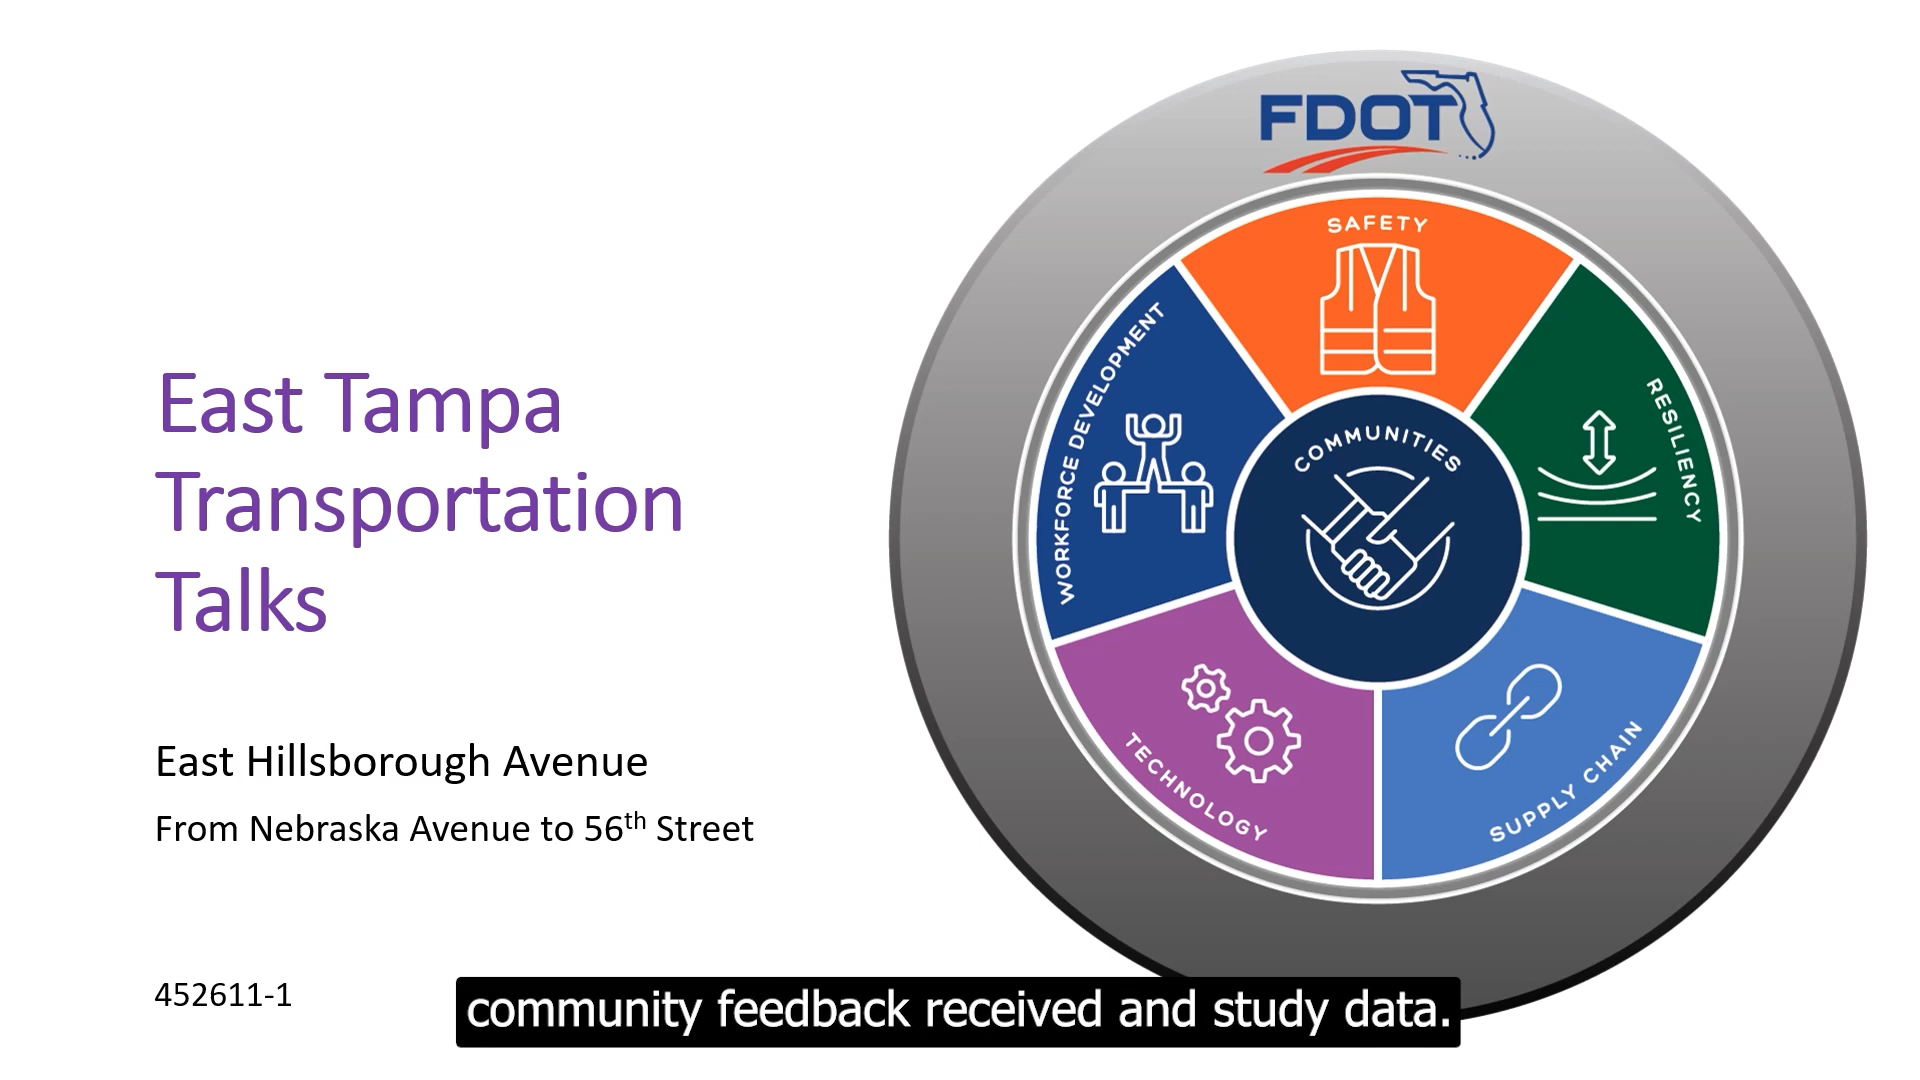 East Tampa
Transportation
Talks
East Hillsborough Avenue
From Nebraska Avenue to 56th Street
452611-1
FDOT
SAFETY
RESILIENCY
SUPPLY CHAIN
TECHNOLOGY
WORKFORCE DEVELOPMENT
COMMUNITIES
community feedback received and study data.